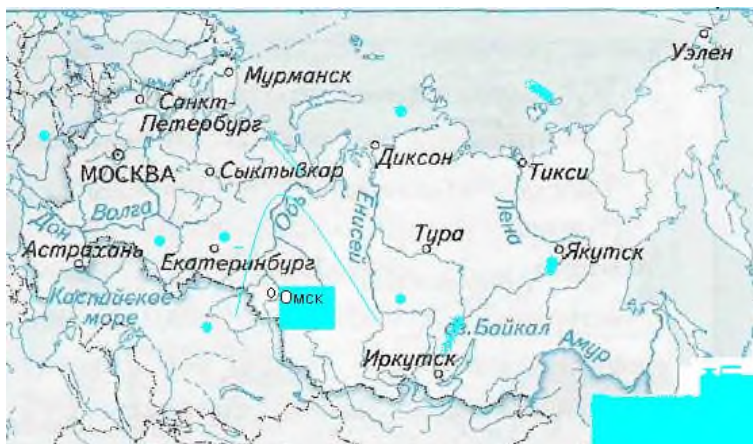 Уэлен
Мурманск
Санкт-
Петербург
МОСКВА
Сыктывкар
Диксон
Тикси
Волга
Дон
Обь
Енисей
Лена
Тура
Якутск
Астрахань
Екатеринбург
Каспийское
море
Омск
оз. Байкал
Амур
Иркутск